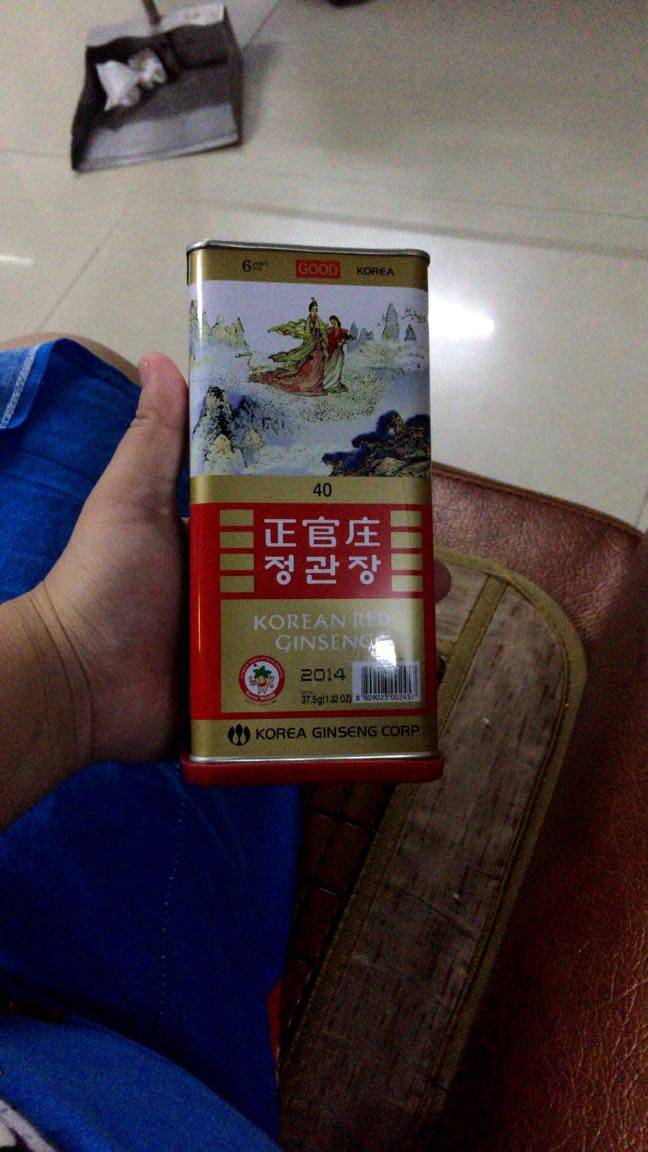 6 YEARS GOOD KOREA
40
正官庄
정관장
KOREAN RED
GINSENG
2014
37.5g(1.32 OZ)
KOREA GINSENG CORP